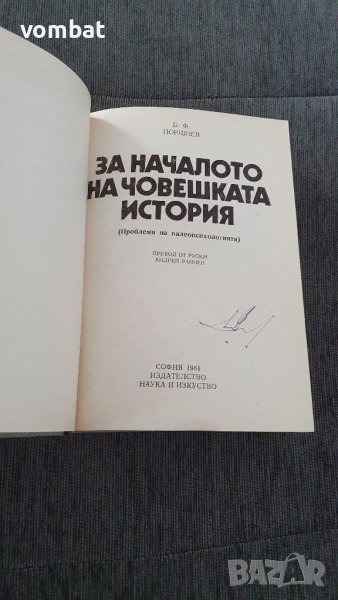 vombat
Б. Ф.
ПОРШНЕВ
ЗА НАЧАЛОТО
НА ЧОВЕШКАТА
ИСТОРИЯ
(Проблеми на палеопсихологията)
ПРЕВОД ОТ РУСКИ
АНДРЕЙ
СОФИЯ 1981
ИЗДАТЕЛСТВО
НАУКА И ИЗКУСТВО
BAZAR